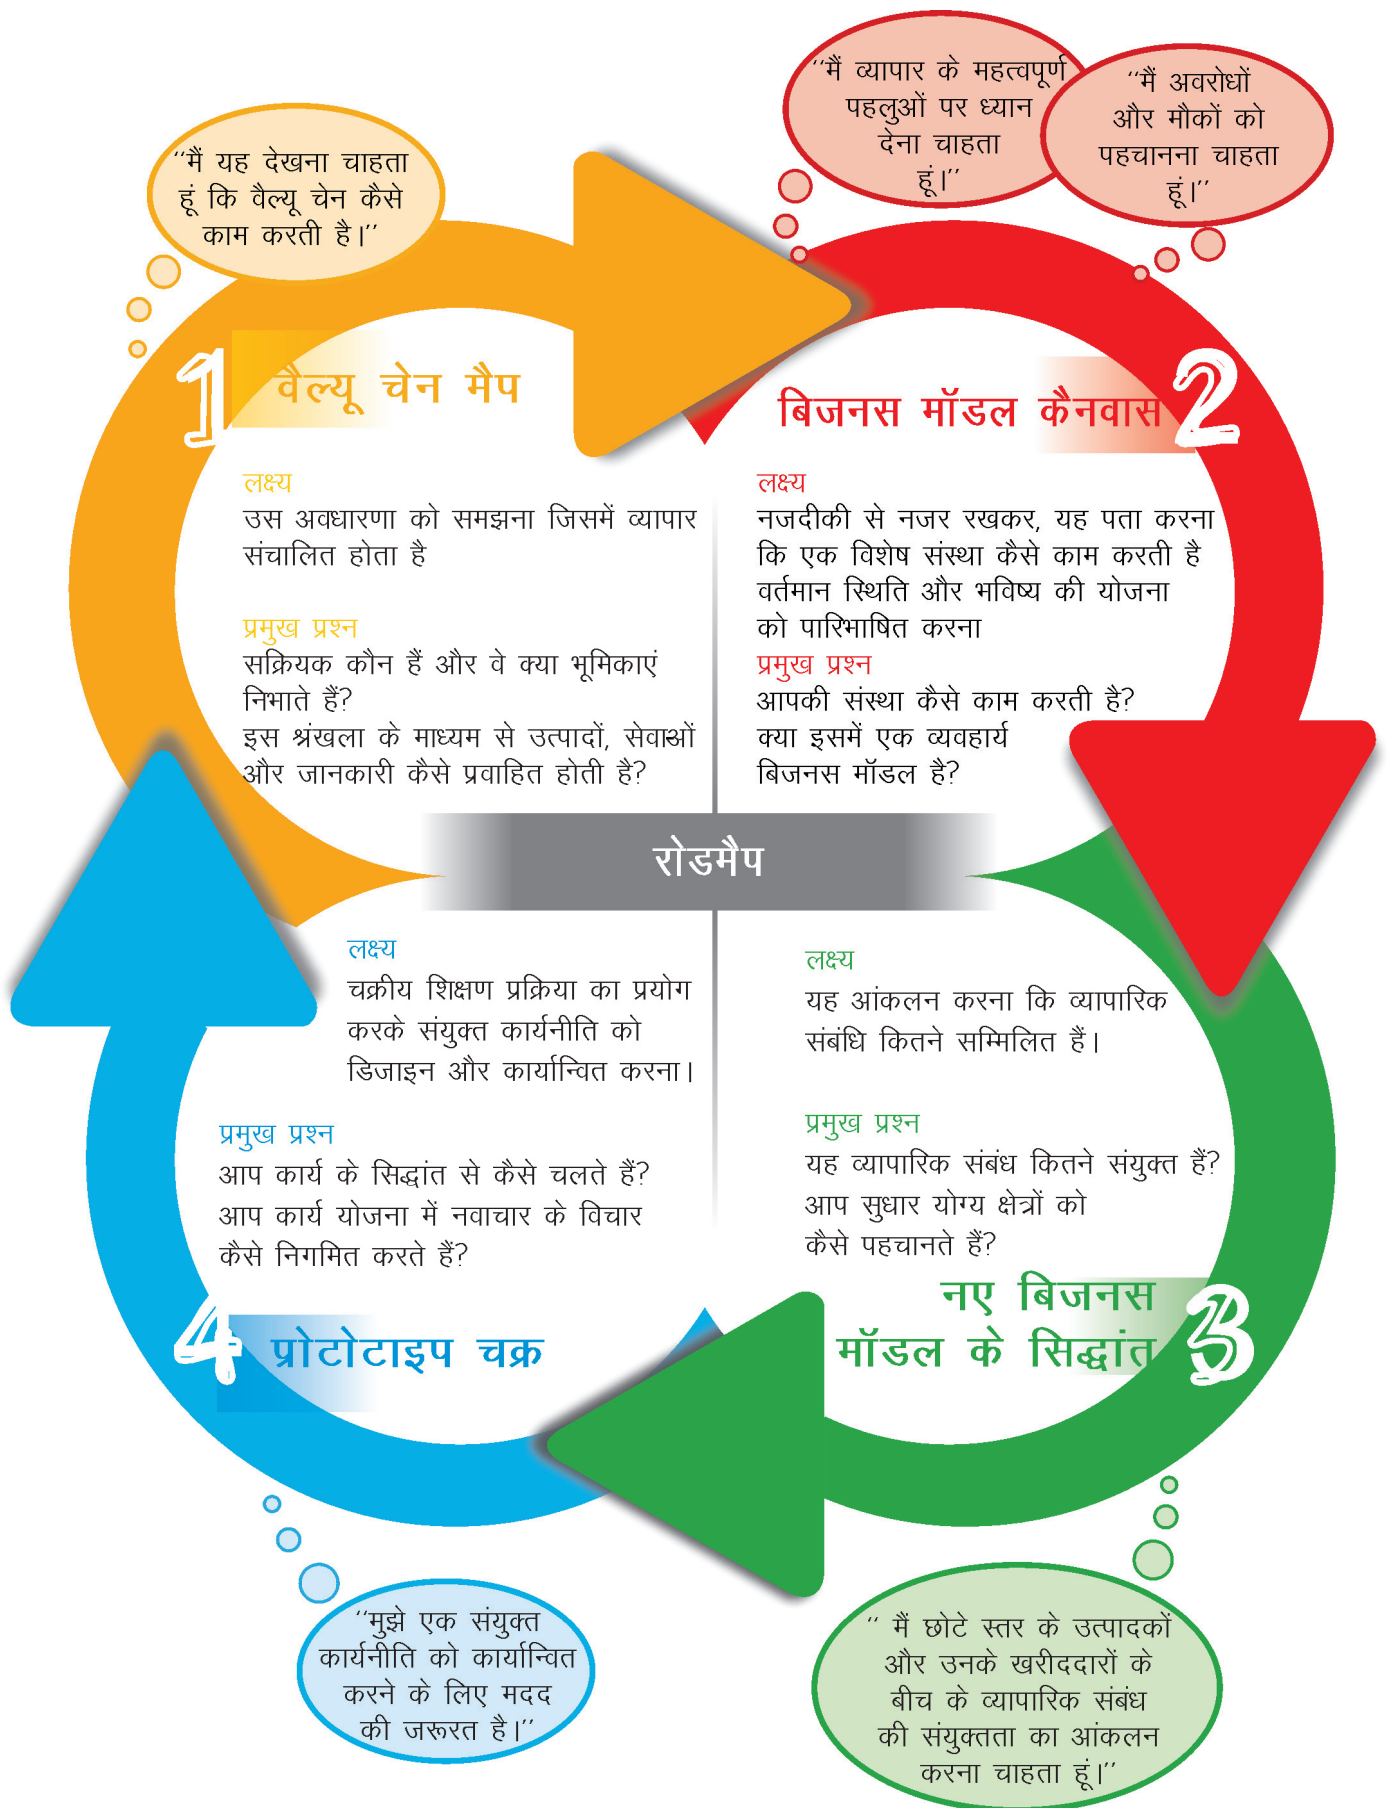 ''मैं यह देखना चाहता
हूं कि वैल्यू चेन कैसे
काम करती है।''
''मैं व्यापार के महत्वपूर्ण
पहलुओं पर ध्यान
देना चाहता
हूं।''
''मैं अवरोधों
और मौकों को
पहचानना चाहता
हूं।''
1 वैल्यू चेन मैप
लक्ष्य
उस अवधारणा को समझना जिसमें व्यापार
संचालित होता है
प्रमुख प्रश्न
सक्रियक कौन हैं और वे क्या भूमिकाएं
निभाते हैं?
इस श्रंखला के माध्यम से उत्पादों, सेवाओं
और जानकारी कैसे प्रवाहित होती है?
बिजनस मॉडल कैनवास 2
लक्ष्य
नजदीकी से नजर रखकर, यह पता करना
कि एक विशेष संस्था कैसे काम करती है
वर्तमान स्थिति और भविष्य की योजना
को पारिभाषित करना
प्रमुख प्रश्न
आपकी संस्था कैसे काम करती है?
क्या इसमें एक व्यवहार्य
बिजनस मॉडल है?
रोडमैप
लक्ष्य
यह आंकलन करना कि व्यापारिक
संबंधि कितने सम्मिलित हैं।
प्रमुख प्रश्न
यह व्यापारिक संबंध कितने संयुक्त हैं?
आप सुधार योग्य क्षेत्रों को
कैसे पहचानते हैं?
नए बिजनस
मॉडल के सिद्धांत 3
लक्ष्य
चक्रीय शिक्षण प्रक्रिया का प्रयोग
करके संयुक्त कार्यनीति को
डिजाइन और कार्यान्वित करना।
प्रमुख प्रश्न
आप कार्य के सिद्धांत से कैसे चलते हैं?
आप कार्य योजना में नवाचार के विचार
कैसे निगमित करते हैं?
4 प्रोटोटाइप चक्र
''मुझे एक संयुक्त
कार्यनीति को कार्यान्वित
करने के लिए मदद
की जरूरत है।''
'' मैं छोटे स्तर के उत्पादकों
और उनके खरीददारों के
बीच के व्यापारिक संबंध
की संयुक्तता का आंकलन
करना चाहता हूं।''